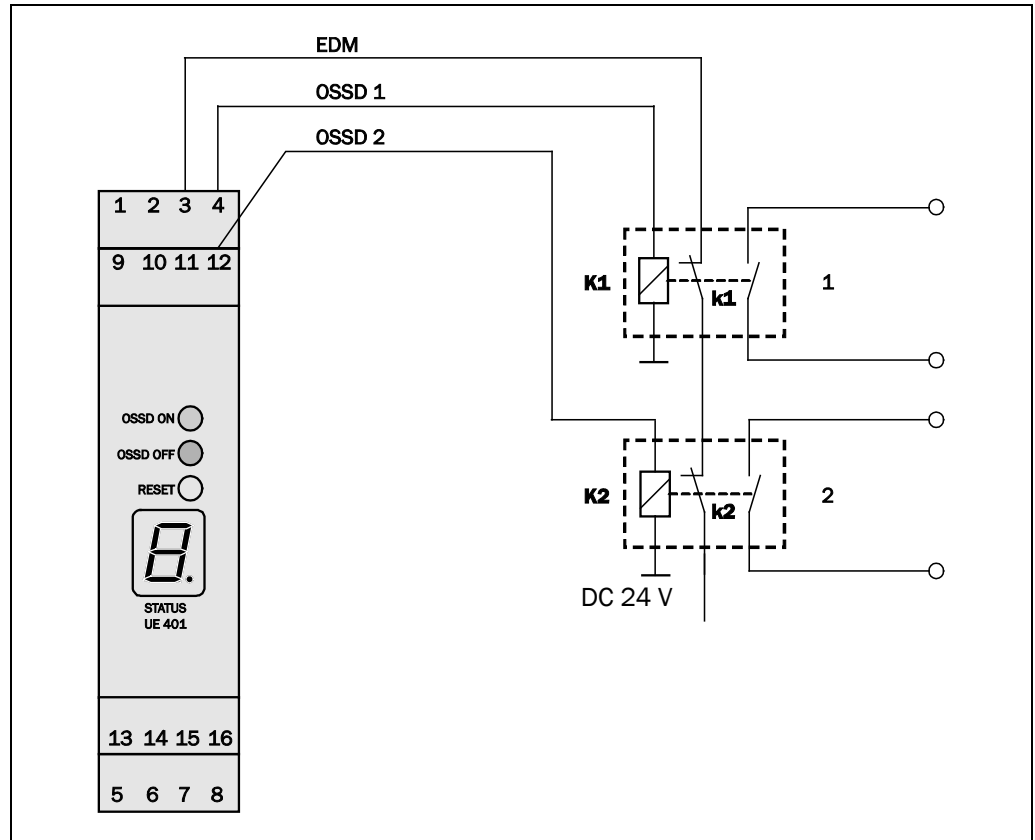 EDM
OSSD 1
OSSD 2
1 2 3 4
9 10 11 12
K1
k1
1
OSSD ON
OSSD OFF
RESET
K2
k2
2
8.
STATUS
UE 401
DC 24 V
13 14 15 16
5 6 7 8